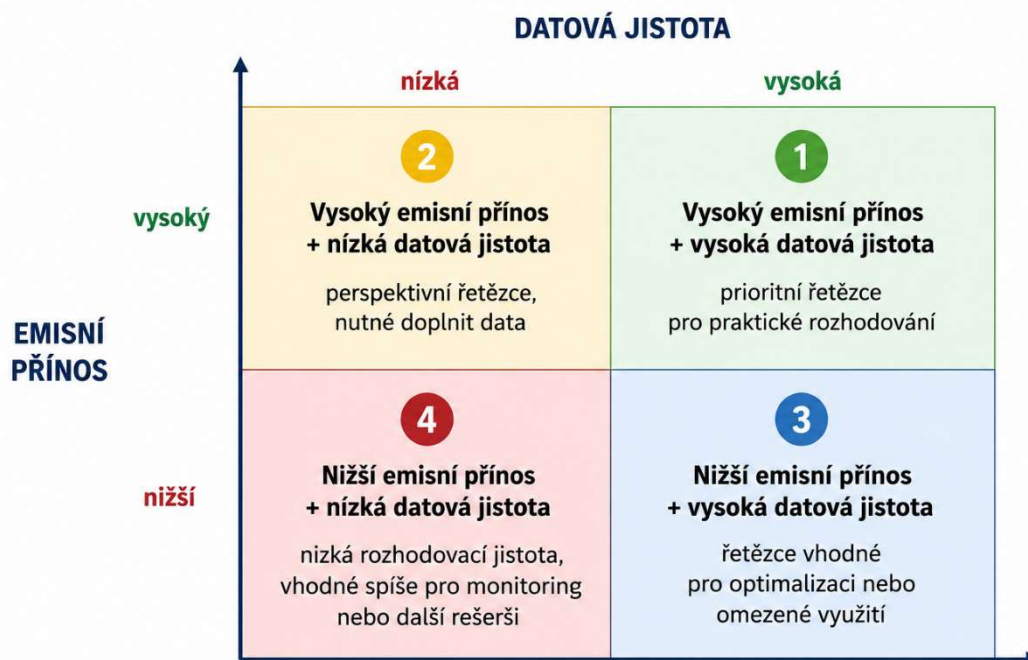 DATOVÁ JISTOTA
nízká
vysoká
vysoký
2
Vysoký emisní přínos
+ nízká datová jistota
perspektivní řetězce,
nutné doplnit data
1
Vysoký emisní přínos
+ vysoká datová jistota
prioritní řetězce
pro praktické rozhodování
EMISNÍ
PŘÍNOS
nižší
4
Nižší emisní přínos
+ nízká datová jistota
nizká rozhodovací jistota,
vhodné spíše pro monitoring
nebo další rešerši
3
Nižší emisní přínos
+ vysoká datová jistota
řetězce vhodné
pro optimalizaci nebo
omezené využití